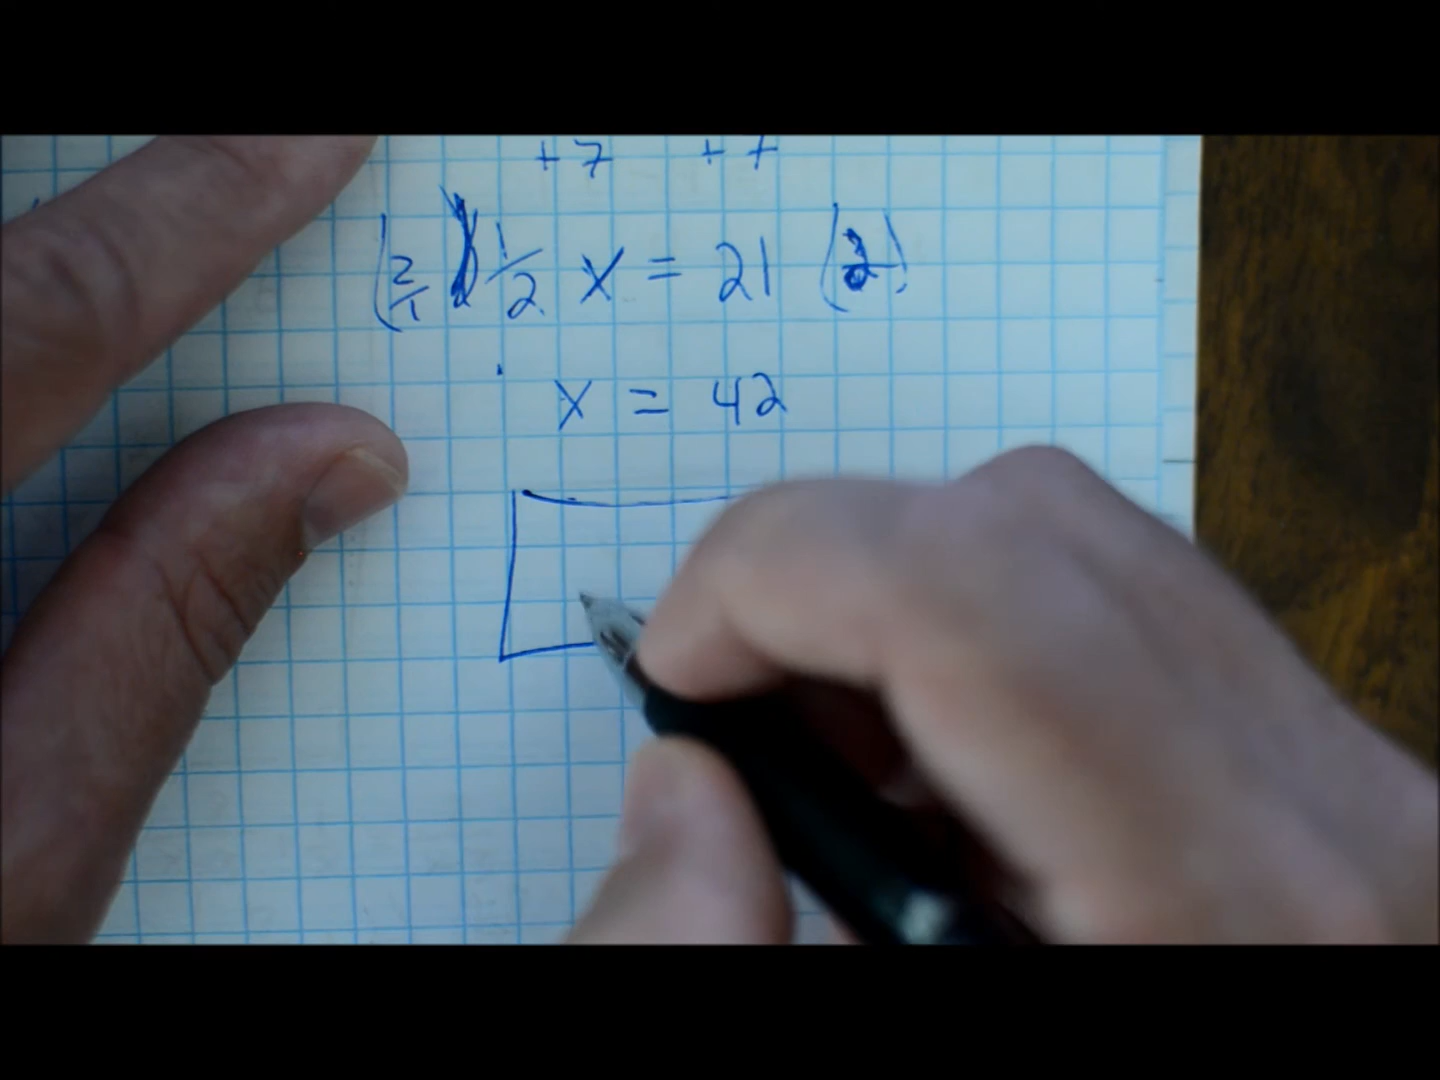 +7 +7
(2/1) 1/2 x = 21 (2)
x = 42